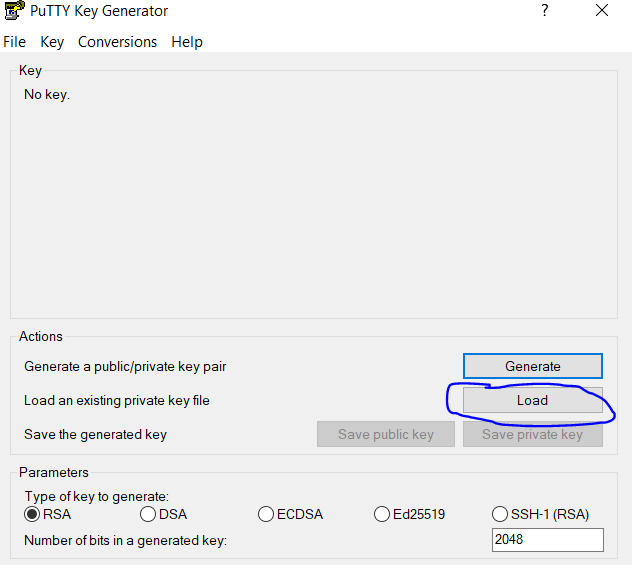 PuTTY Key Generator ? ×
File Key Conversions Help
Key
No key.
Actions
Generate a public/private key pair Generate
Load an existing private key file Load
Save the generated key Save public key Save private key
Parameters
Type of key to generate:
RSA DSA ECDSA Ed25519 SSH-1 (RSA)
Number of bits in a generated key: 2048